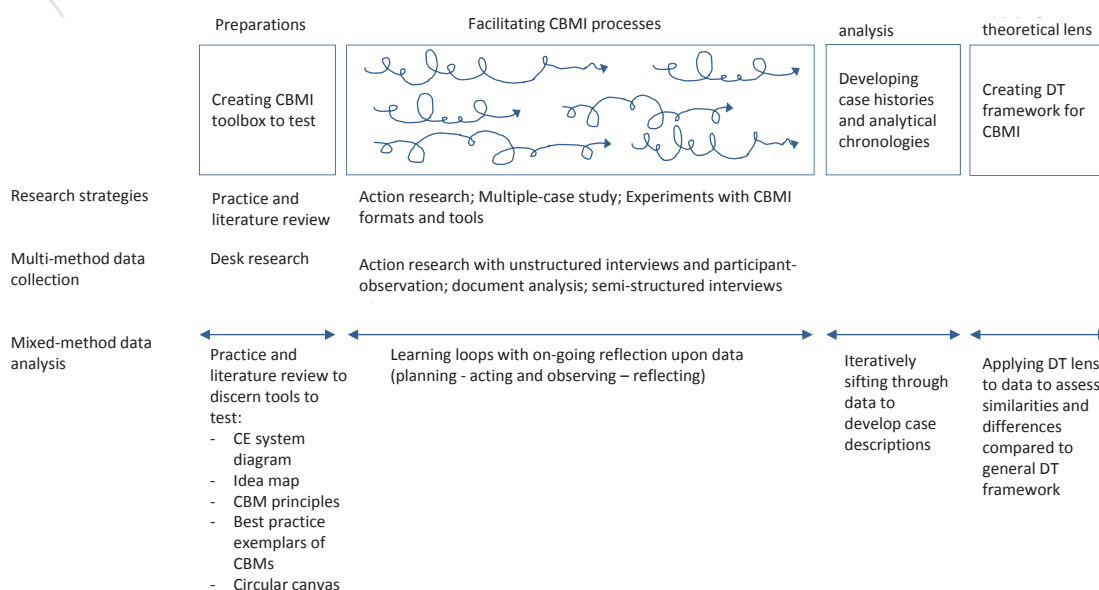 Preparations
Facilitating CBMI processes
analysis
theoretical lens
Creating CBMI
toolbox to test
Developing
case histories
and analytical
chronologies
Creating DT
framework for
CBMI
Research strategies
Practice and
literature review
Action research; Multiple-case study; Experiments with CBMI
formats and tools
Multi-method data
collection
Desk research
Action research with unstructured interviews and participant-
observation; document analysis; semi-structured interviews
Mixed-method data
analysis
Practice and
literature review to
discern tools to
test:
- CE system
diagram
- Idea map
- CBM principles
- Best practice
exemplars of
CBMs
- Circular canvas
Learning loops with on-going reflection upon data
(planning - acting and observing – reflecting)
Iteratively
sifting through
data to
develop case
descriptions
Applying DT lens
to data to assess
similarities and
differences
compared to
general DT
framework